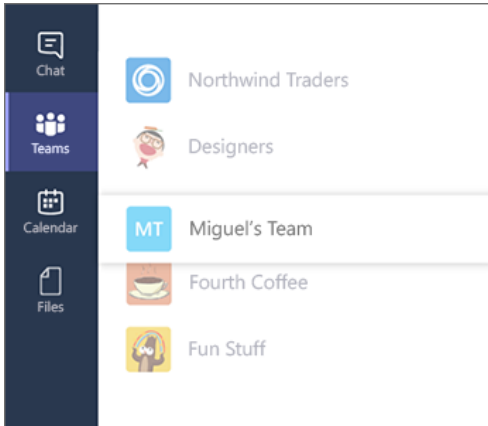 Chat
Teams
Calendar
Files
Northwind Traders
Designers
MT Miguel's Team
Fourth Coffee
Fun Stuff